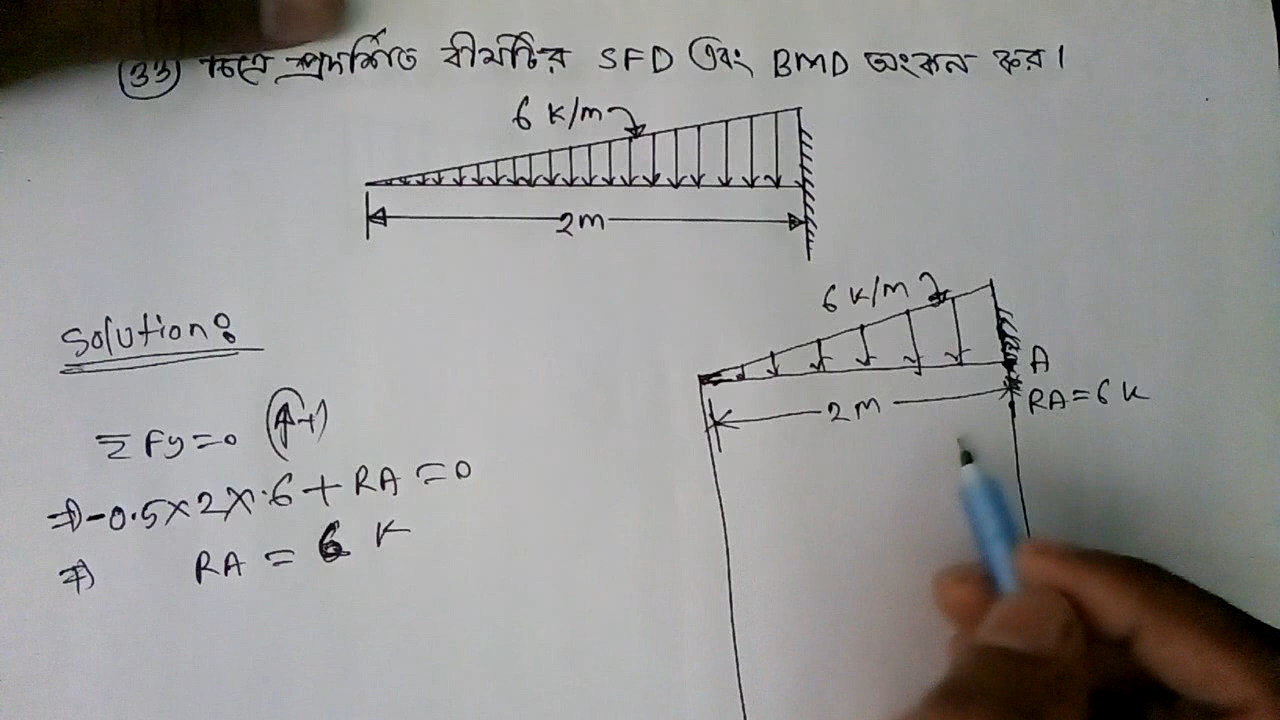 (33) চিত্রে প্রদর্শিত বীমটির SFD এবং BMD অংকন কর।
6 K/m
2m
Solution:
ΣFy=0 (↑+)
⇒ -0.5×2×6+RA=0
⇒ RA = 6 K
6 K/m
A
RA=6 K
2M